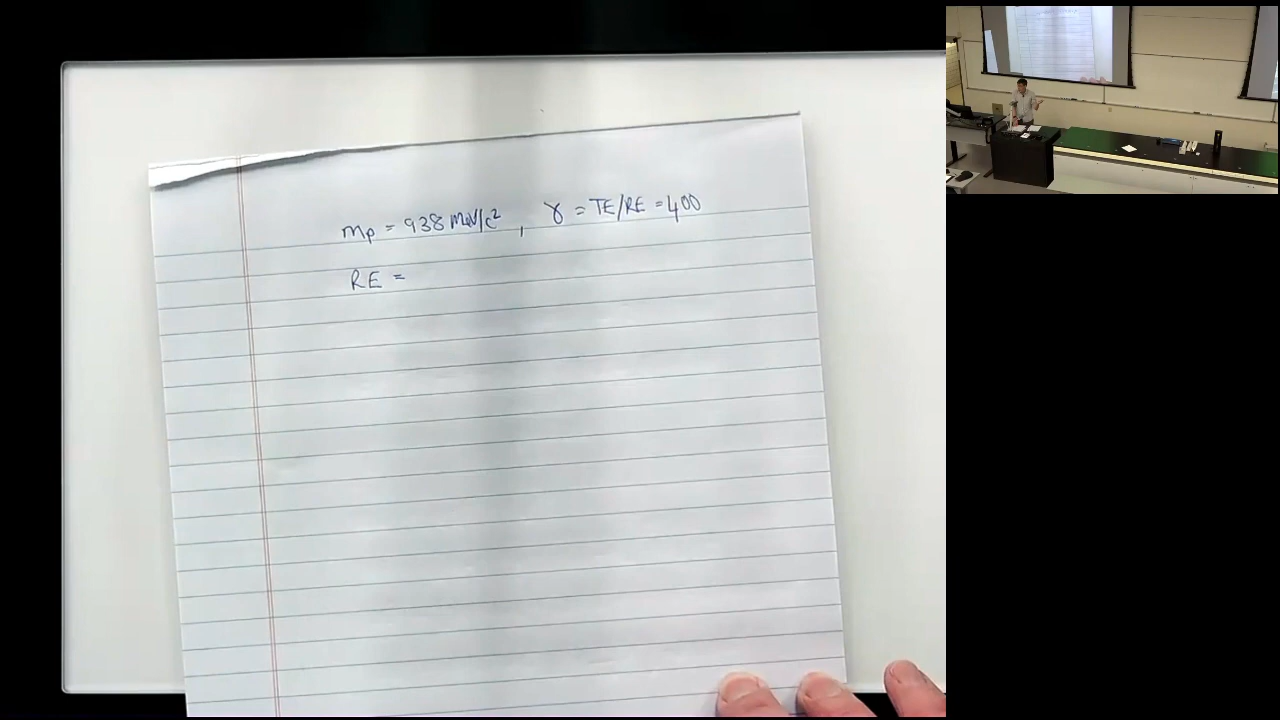 mp = 938 MeV/c², γ = TE/RE = 400
RE =